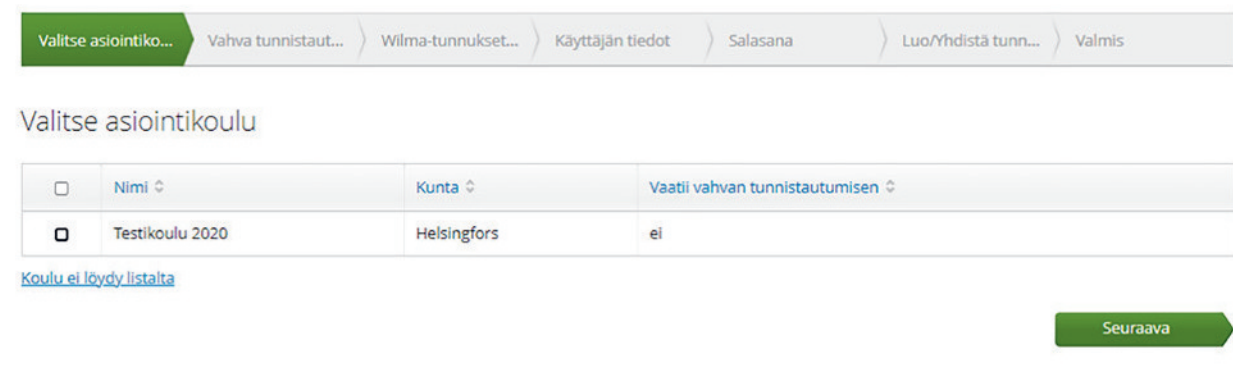 Valitse asiointiko... Vahva tunnistaut... Wilma-tunnukset... Käyttäjän tiedot Salasana Luo/Yhdistä tunn... Valmis
Valitse asiointikoulu
Nimi Kunta Vaatii vahvan tunnistautumisen
Testikoulu 2020 Helsingfors ei
Koulu ei löydy listalta
Seuraava